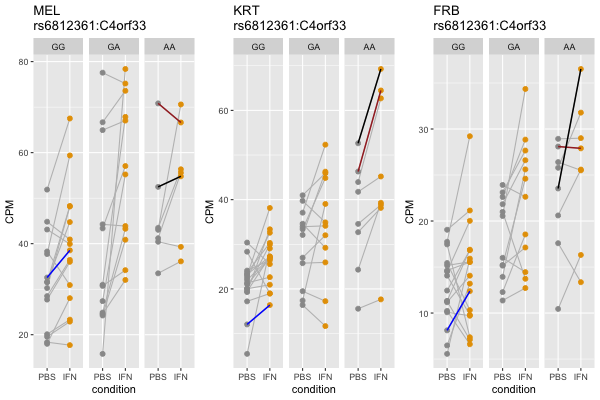 MEL
rs6812361:C4orf33
GG GA AA
80
60
40
20
CPM
PBS IFN PBS IFN PBS IFN
condition
KRT
rs6812361:C4orf33
GG GA AA
60
40
20
CPM
PBS IFN PBS IFN PBS IFN
condition
FRB
rs6812361:C4orf33
GG GA AA
30
20
10
CPM
PBS IFN PBS IFN PBS IFN
condition